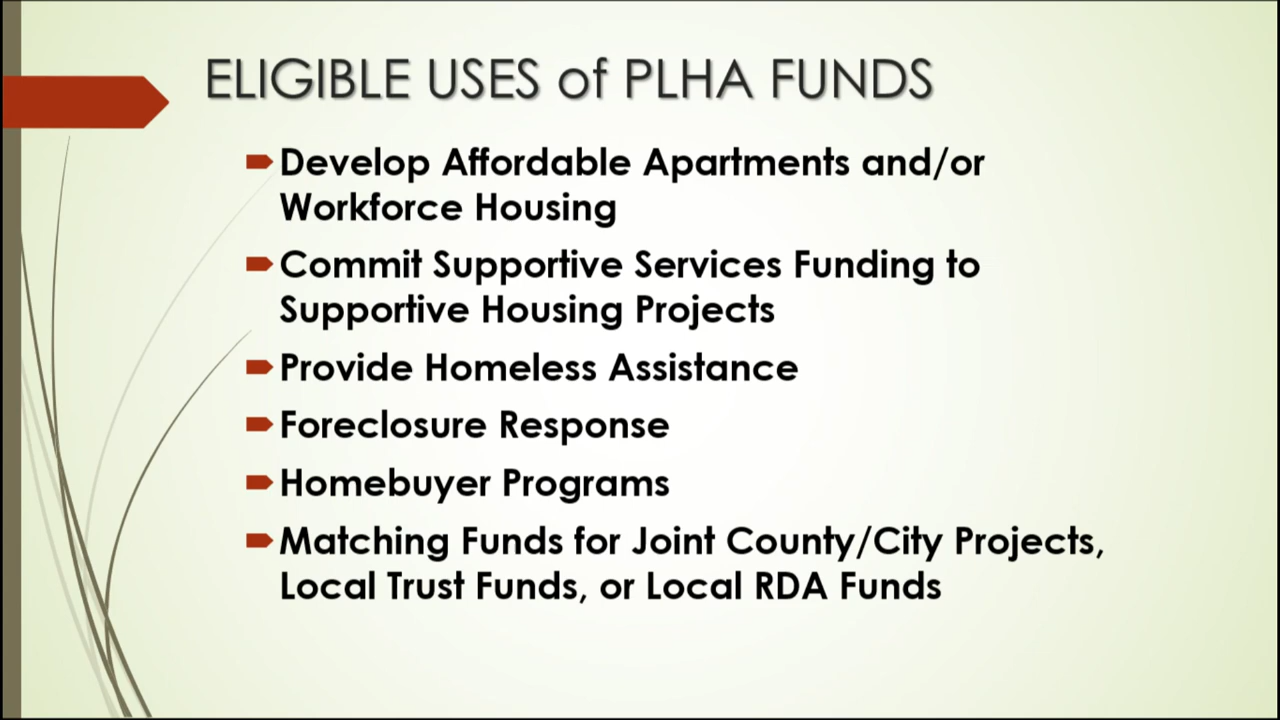 ELIGIBLE USES of PLHA FUNDS
Develop Affordable Apartments and/or
Workforce Housing
Commit Supportive Services Funding to
Supportive Housing Projects
Provide Homeless Assistance
Foreclosure Response
Homebuyer Programs
Matching Funds for Joint County/City Projects,
Local Trust Funds, or Local RDA Funds